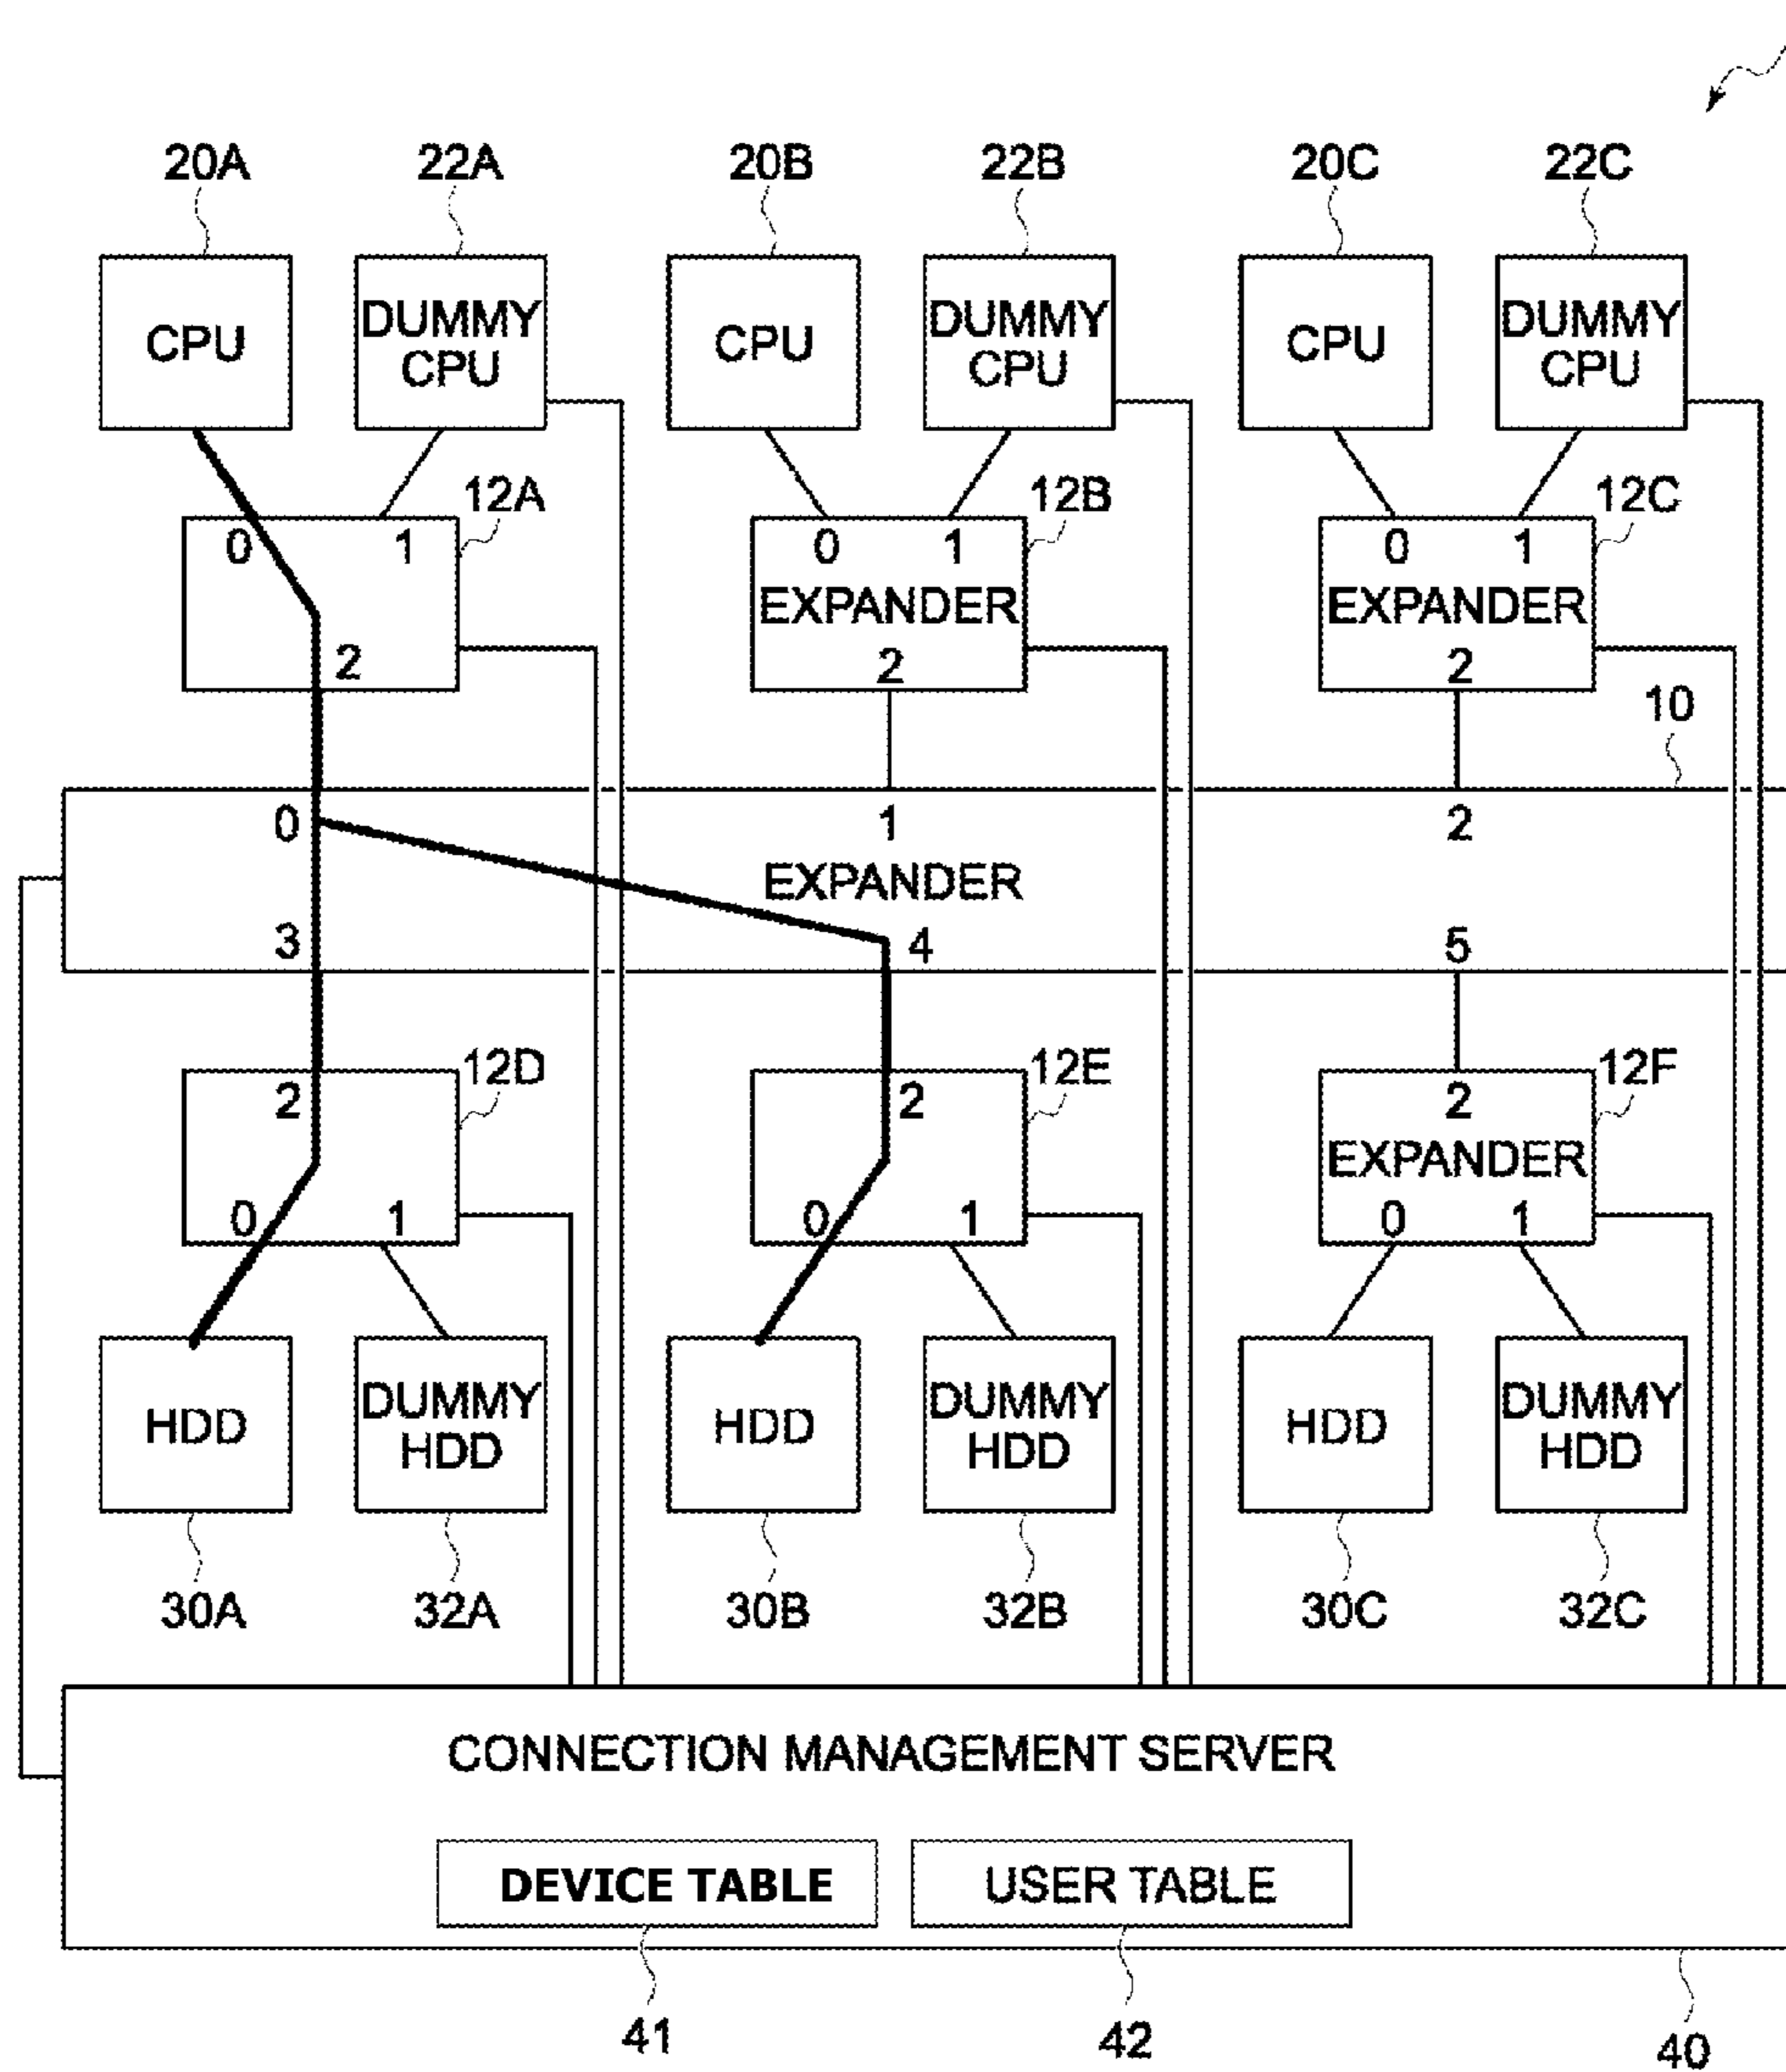 20A 22A 20B 22B 20C 22C
CPU DUMMY CPU CPU DUMMY CPU CPU DUMMY CPU
12A 12B 12C
0 1 0 1 0 1
EXPANDER EXPANDER
2 2 2
10
0 1 2
EXPANDER
3 4 5
12D 12E 12F
2 2 2
EXPANDER
0 1 0 1 0 1
HDD DUMMY HDD HDD DUMMY HDD HDD DUMMY HDD
30A 32A 30B 32B 30C 32C
CONNECTION MANAGEMENT SERVER
DEVICE TABLE USER TABLE
41 42 40